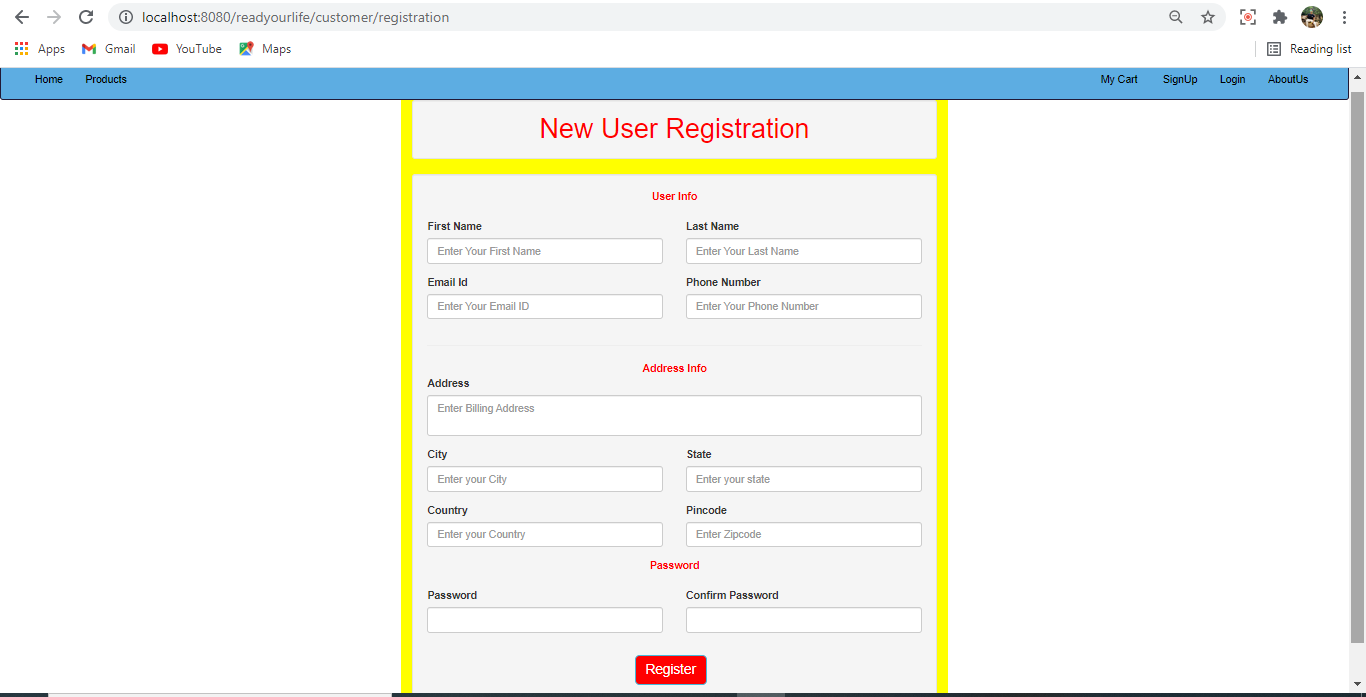 localhost:8080/readyourlife/customer/registration
Apps Gmail YouTube Maps Reading list
Home Products My Cart SignUp Login AboutUs
New User Registration
User Info
First Name Last Name
Enter Your First Name Enter Your Last Name
Email Id Phone Number
Enter Your Email ID Enter Your Phone Number
Address Info
Address
Enter Billing Address
City State
Enter your City Enter your state
Country Pincode
Enter your Country Enter Zipcode
Password
Password Confirm Password
Register